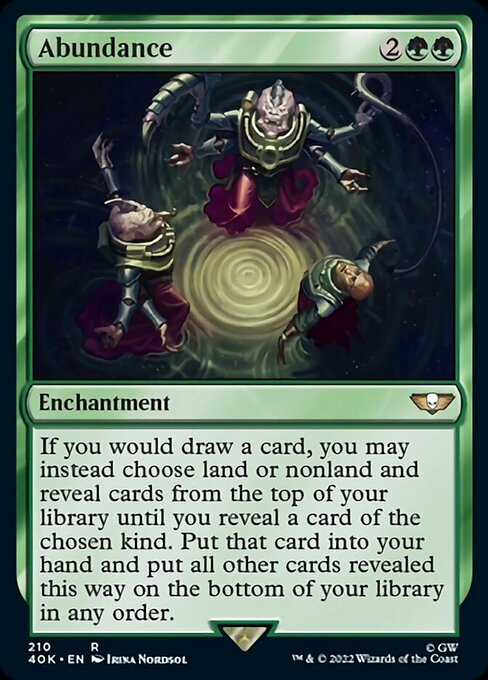 Abundance 2
Enchantment
If you would draw a card, you may
instead choose land or nonland and
reveal cards from the top of your
library until you reveal a card of the
chosen kind. Put that card into your
hand and put all other cards revealed
this way on the bottom of your library
in any order.
210 R
40K • EN Irina Nordsol
© GW
™ & © 2022 Wizards of the Coast